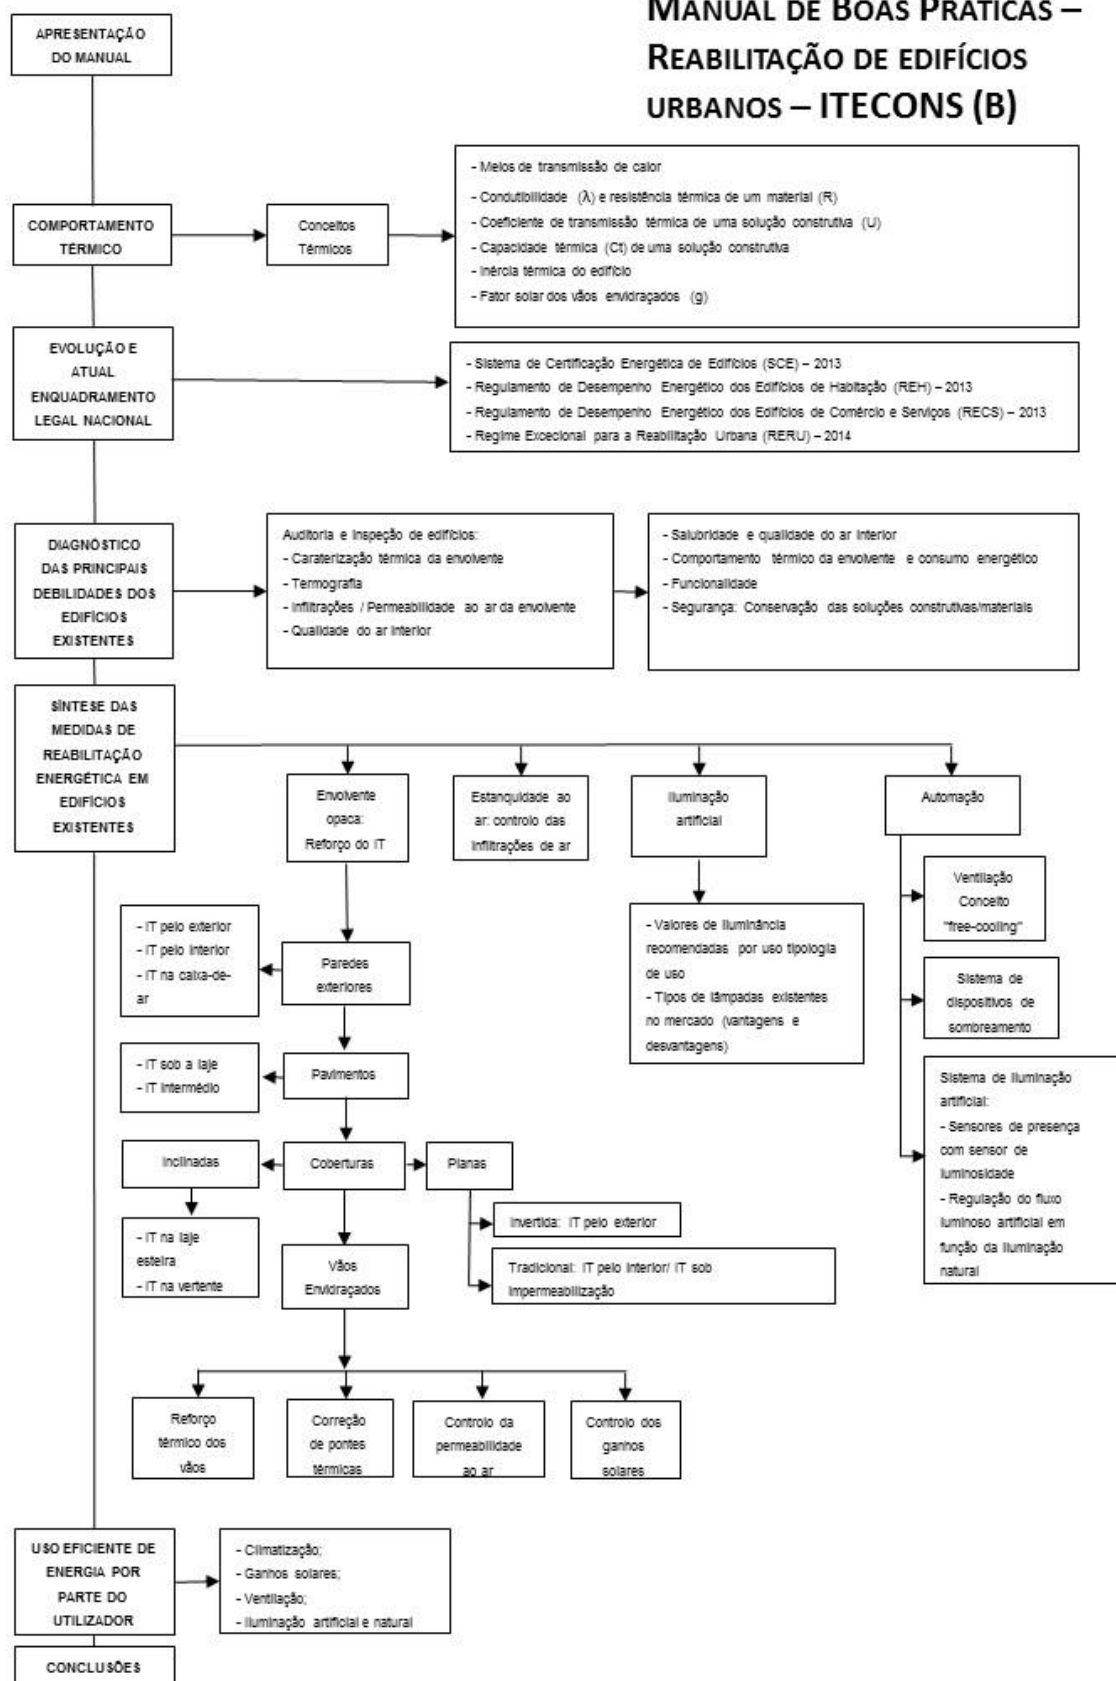 MANUAL DE BOAS PRÁTICAS –
REABILITAÇÃO DE EDIFÍCIOS
URBANOS – ITECONS (B)
APRESENTAÇÃO
DO MANUAL
COMPORTAMENTO
TÉRMICO
Conceitos
Térmicos
- Meios de transmissão de calor
- Condutibilidade (λ) e resistência térmica de um material (R)
- Coeficiente de transmissão térmica de uma solução construtiva (U)
- Capacidade térmica (Ct) de uma solução construtiva
- Inércia térmica do edifício
- Fator solar dos vãos envidraçados (g)
EVOLUÇÃO E
ATUAL
ENQUADRAMENTO
LEGAL NACIONAL
- Sistema de Certificação Energética de Edifícios (SCE) – 2013
- Regulamento de Desempenho Energético dos Edifícios de Habitação (REH) – 2013
- Regulamento de Desempenho Energético dos Edifícios de Comércio e Serviços (RECS) – 2013
- Regime Excecional para a Reabilitação Urbana (RERU) – 2014
DIAGNÓSTICO
DAS PRINCIPAIS
DEBILIDADES DOS
EDIFÍCIOS
EXISTENTES
Auditoria e Inspeção de edifícios:
- Caraterização térmica da envolvente
- Termografia
- Infiltrações / Permeabilidade ao ar da envolvente
- Qualidade do ar Interior
- Salubridade e qualidade do ar Interior
- Comportamento térmico da envolvente e consumo energético
- Funcionalidade
- Segurança: Conservação das soluções construtivas/materiais
SÍNTESE DAS
MEDIDAS DE
REABILITAÇÃO
ENERGÉTICA EM
EDIFÍCIOS
EXISTENTES
Envolvente
opaca:
Reforço do IT
Estanquidade ao
ar: controlo das
Infiltrações de ar
Iluminação
artificial
Automação
- IT pelo exterior
- IT pelo Interior
- IT na caixa-de-
ar
Paredes
exteriores
- Valores de Iluminância
recomendadas por uso tipologia
de uso
- Tipos de lâmpadas existentes
no mercado (vantagens e
desvantagens)
Ventilação
Conceito
"free-cooling"
Sistema de
dispositivos de
sombreamento
- IT sob a laje
- IT Intermédio
Pavimentos
Sistema de Iluminação
artificial:
- Sensores de presença
com sensor de
luminosidade
- Regulação do fluxo
luminoso artificial em
função da Iluminação
natural
Inclinadas
Coberturas
Planas
- IT na laje
esteira
- IT na vertente
Invertida: IT pelo exterior
Tradicional: IT pelo Interior/ IT sob
Impermeabilização
Vãos
Envidraçados
Reforço
térmico dos
vãos
Correção
de pontes
térmicas
Controlo da
permeabilidade
ao ar
Controlo dos
ganhos
solares
USO EFICIENTE DE
ENERGIA POR
PARTE DO
UTILIZADOR
- Climatização;
- Ganhos solares;
- Ventilação;
- Iluminação artificial e natural
CONCLUSÕES